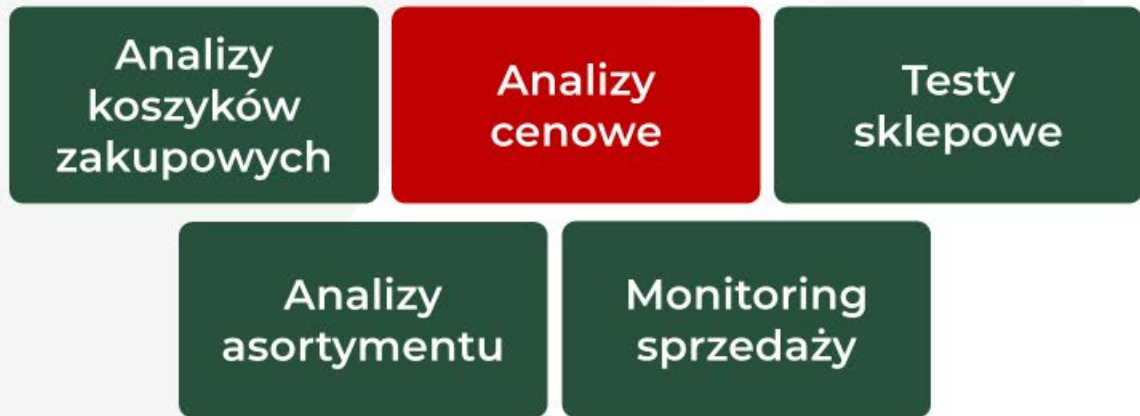 Analizy
koszyków
zakupowych
Analizy
cenowe
Testy
sklepowe
Analizy
asortymentu
Monitoring
sprzedaży